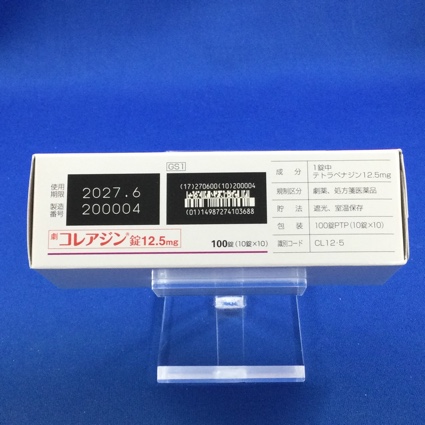 使用
期限
2027.6
製造
番号
200004
GS1
(17)270600(10)200004
(01)14987274103688
劇 コレアジン®錠12.5mg
100錠 (10錠×10)
成分 1錠中
テトラベナジン12.5mg
規制区分 劇薬、処方箋医薬品
貯法 遮光、室温保存
包装 100錠PTP(10錠×10)
識別コード CL12・5